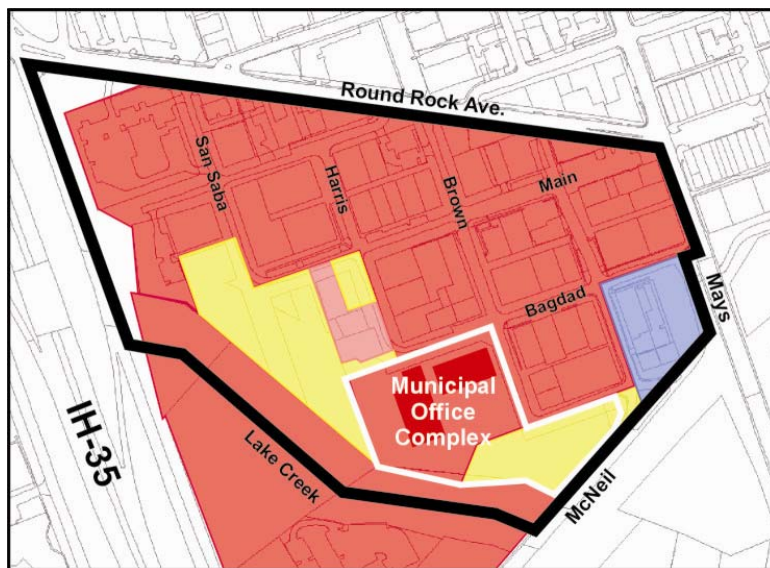 Round Rock Ave.
San Saba
Harris
Brown
Main
Mays
Bagdad
Municipal
Office
Complex
IH-35
Lake Creek
McNeil